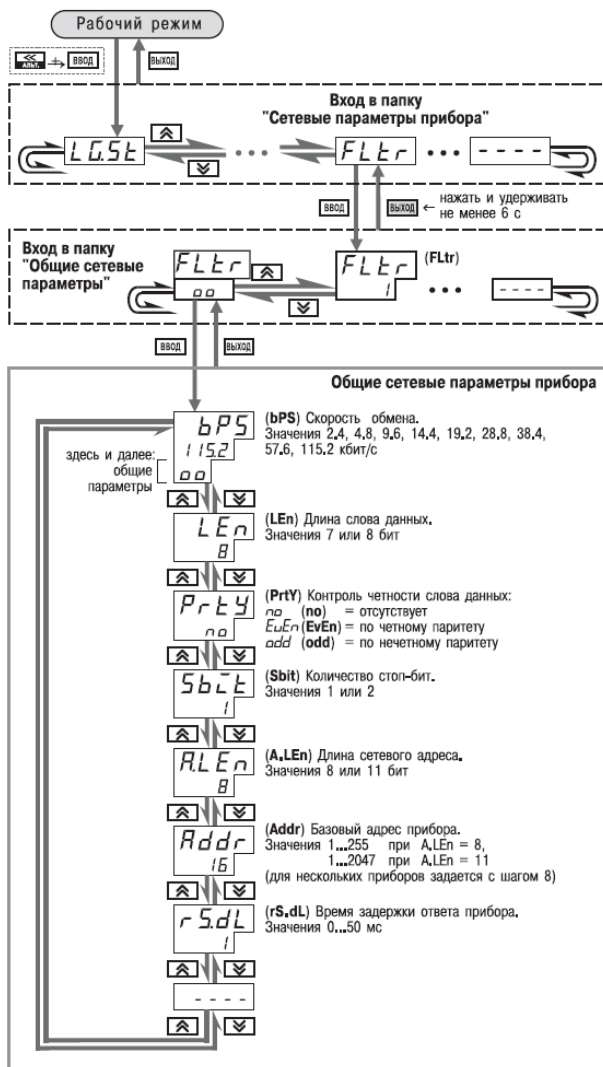 Рабочий режим
≪ АЛЬТ. + ВВОД
ВЫХОД
Вход в папку
"Сетевые параметры прибора"
LG.St
• • •
FLtr
• • •
- - - -
ВВОД
ВЫХОД
← нажать и удерживать
не менее 6 с
Вход в папку
"Общие сетевые
параметры"
FLtr
oo
FLtr
1
(FLtr)
• • •
- - - -
ВВОД
ВЫХОД
Общие сетевые параметры прибора
bPS
115.2
oo
здесь и далее:
общие
параметры
(bPS) Скорость обмена.
Значения 2.4, 4.8, 9.6, 14.4, 19.2, 28.8, 38.4,
57.6, 115.2 кбит/с
LEn
8
(LEn) Длина слова данных.
Значения 7 или 8 бит
PrtY
no
(PrtY) Контроль четности слова данных:
no (no) = отсутствует
EvEn (EvEn) = по четному паритету
odd (odd) = по нечетному паритету
Sbit
1
(Sbit) Количество стоп-бит.
Значения 1 или 2
A.LEn
8
(A.LEn) Длина сетевого адреса.
Значения 8 или 11 бит
Addr
16
(Addr) Базовый адрес прибора.
Значения 1...255 при A.LEn = 8,
1...2047 при A.LEn = 11
(для нескольких приборов задается с шагом 8)
rS.dL
1
(rS.dL) Время задержки ответа прибора.
Значения 0...50 мс
- - - -